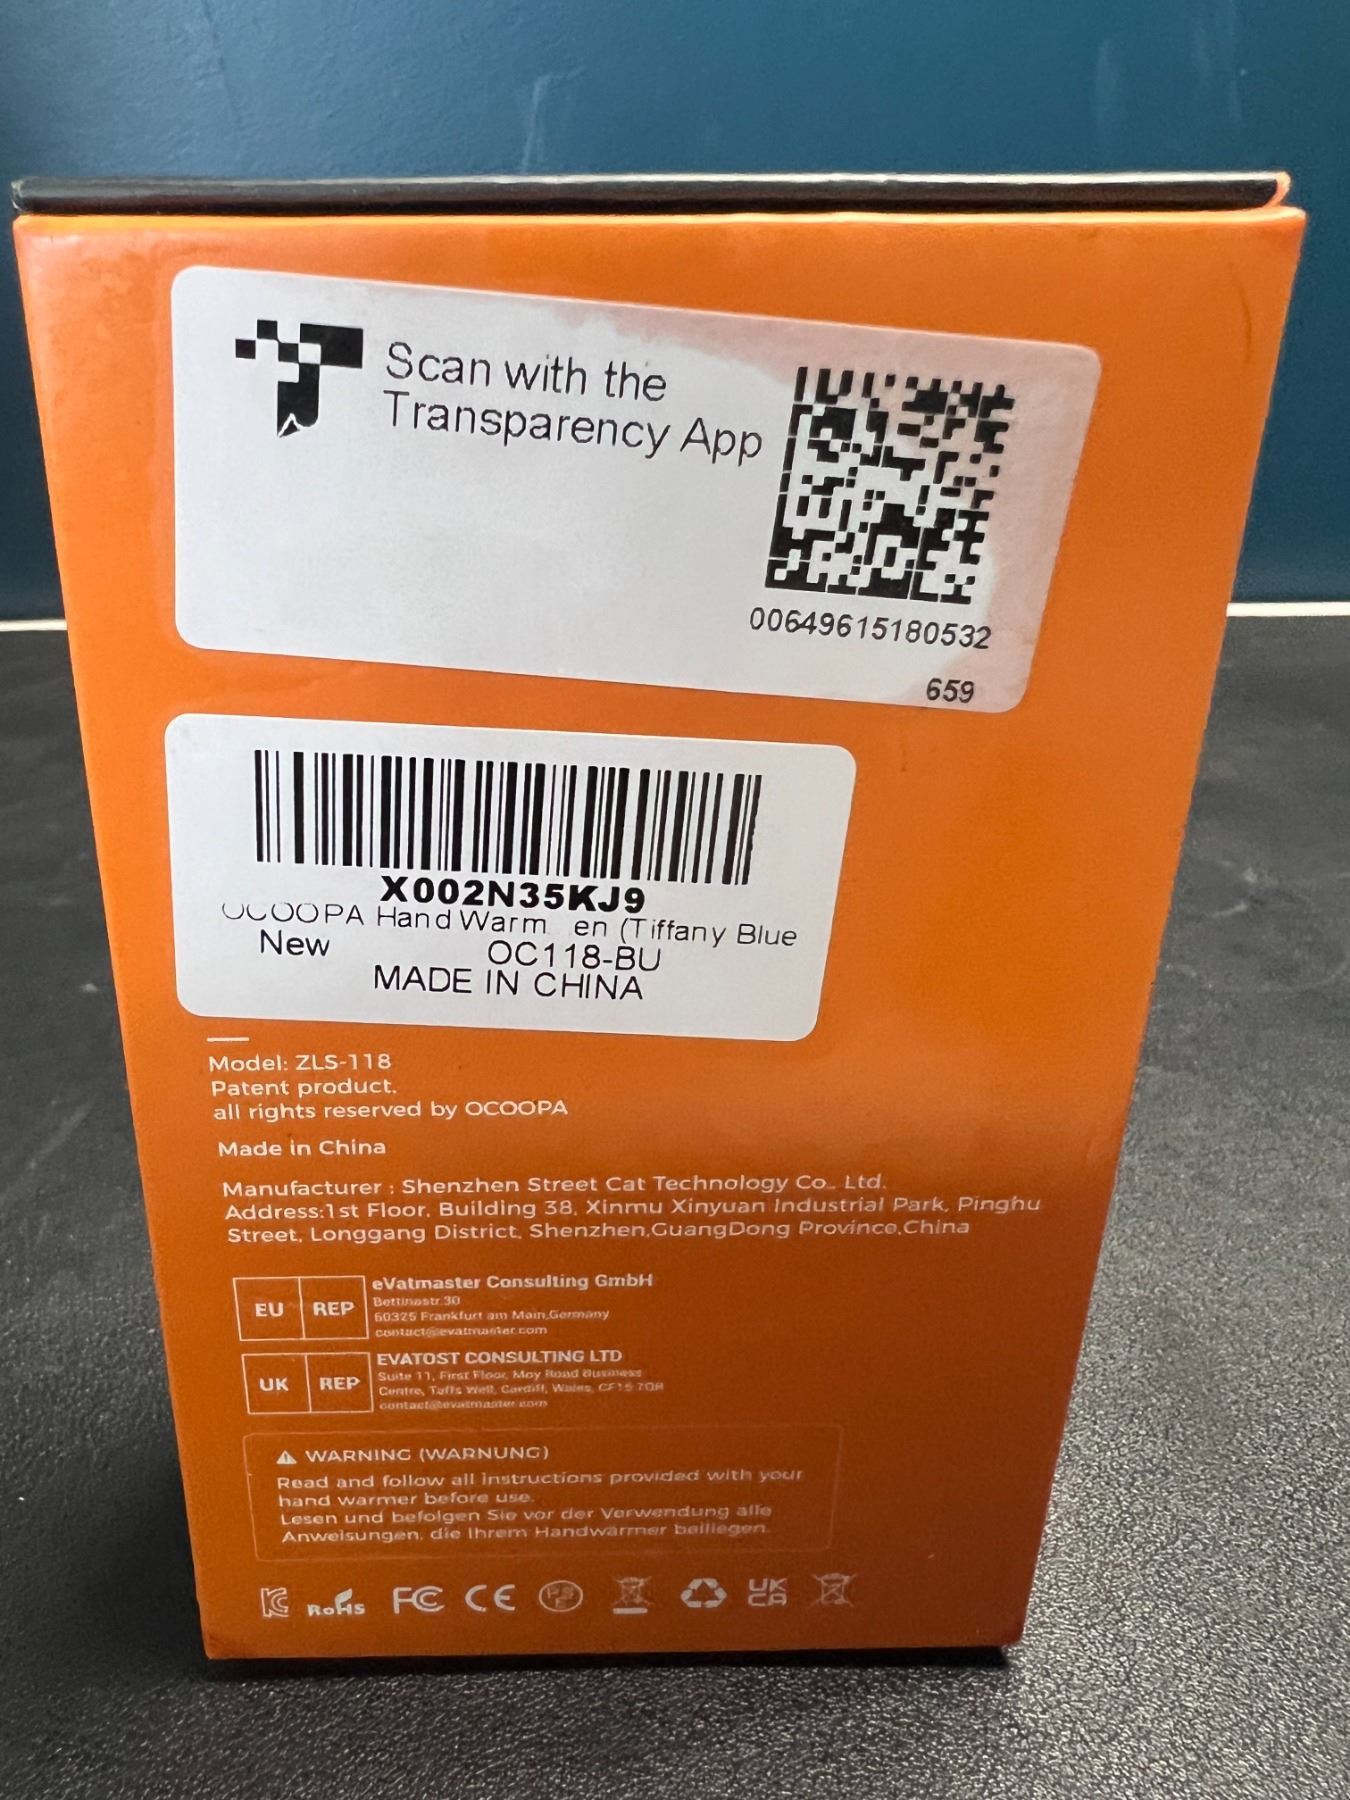 Scan with the
Transparency App
00649615180532
659
X002N35KJ9
OCOOPA Hand Warm en (Tiffany Blue
New OC118-BU
MADE IN CHINA
Model: ZLS-118
Patent product.
all rights reserved by OCOOPA
Made in China
Manufacturer : Shenzhen Street Cat Technology Co., Ltd.
Address:1st Floor, Building 38, Xinmu Xinyuan Industrial Park, Pinghu
Street, Longgang District, Shenzhen,GuangDong Province,China
EU REP
eVatmaster Consulting GmbH
Bettinastr.30
60325 Frankfurt am Main,Germany
contact@evatmaster.com
UK REP
EVATOST CONSULTING LTD
Suite 11, First Floor, Moy Road Business
Centre, Taffs Well, Cardiff, Wales, CF15 7QR
contact@evatmaster.com
WARNING (WARNUNG)
Read and follow all instructions provided with your
hand warmer before use.
Lesen und befolgen Sie vor der Verwendung alle
Anweisungen, die Ihrem Handwärmer beiliegen.
RoHS FC CE PSE UK
CA